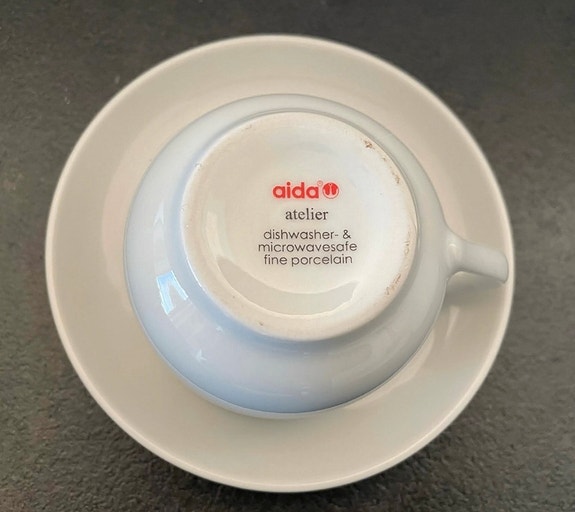 aida®
atelier
dishwasher- &
microwavesafe
fine porcelain